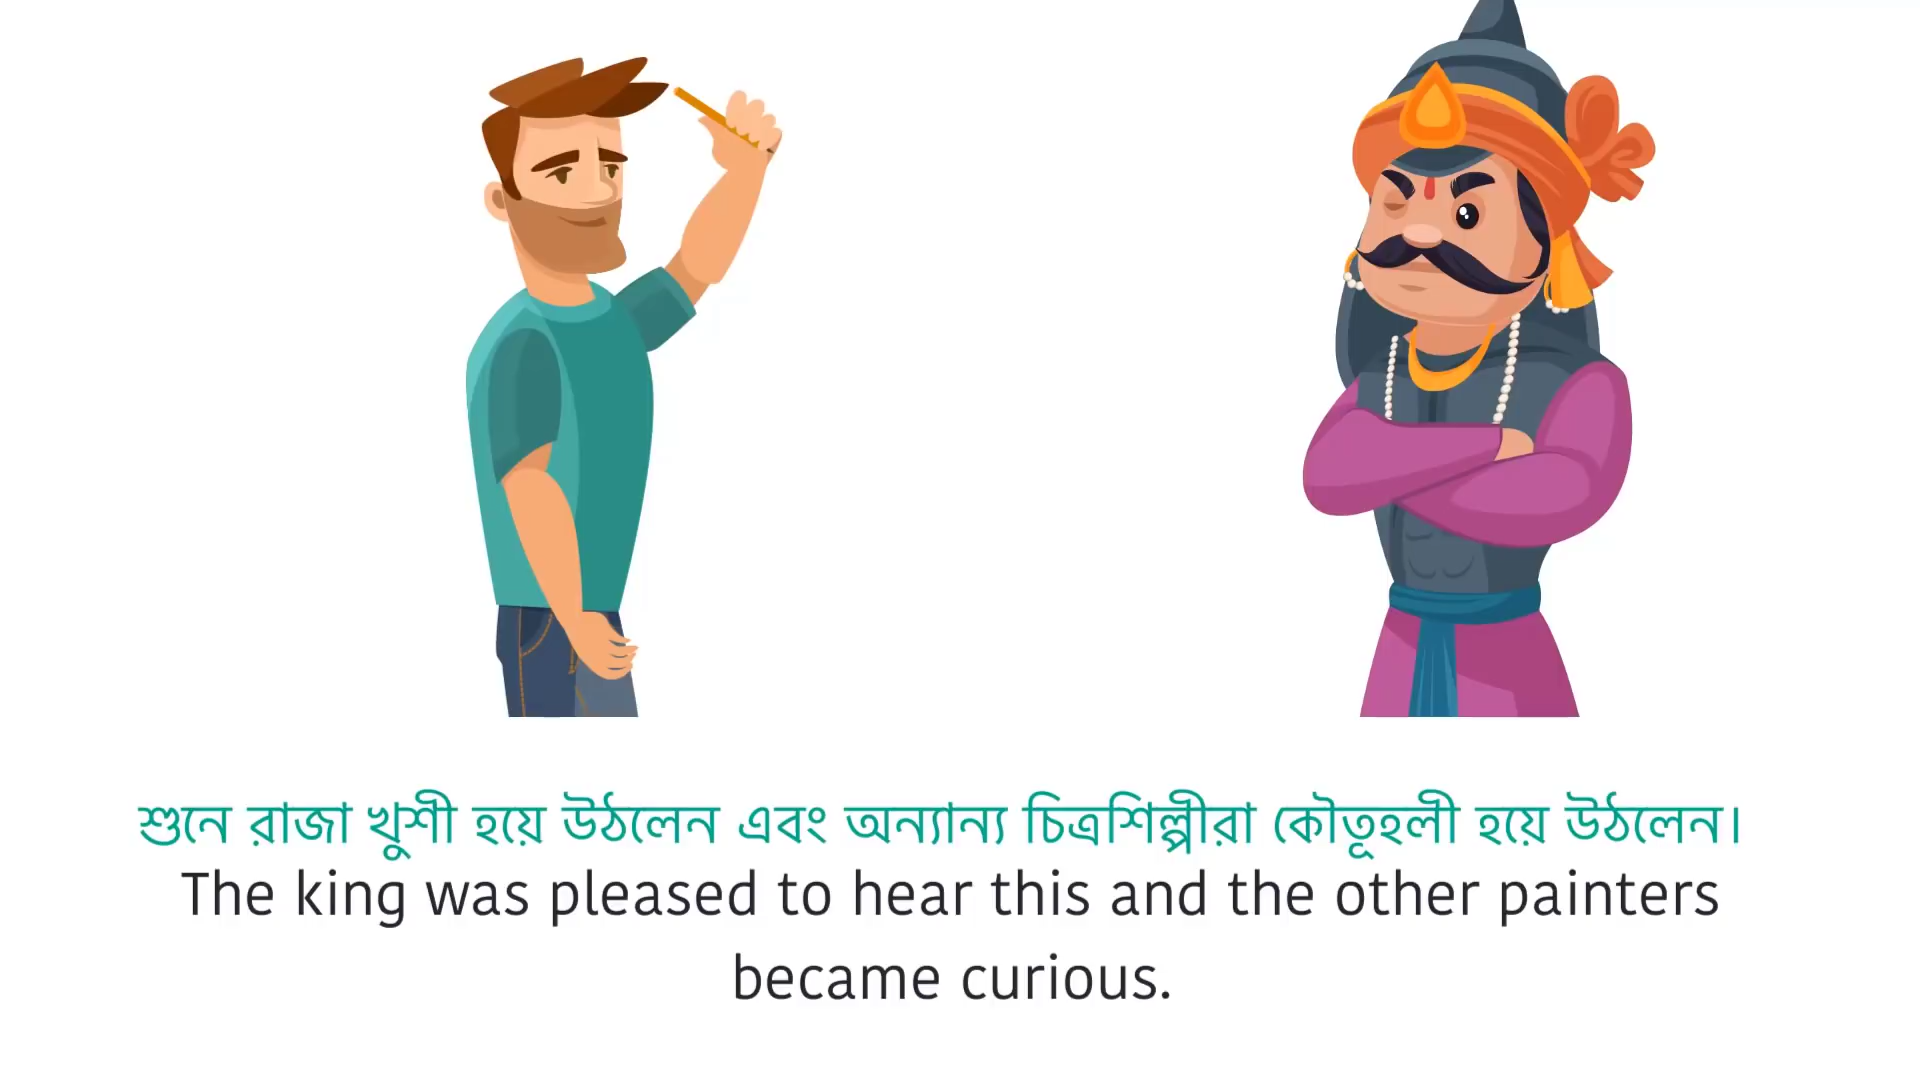 শুনে রাজা খুশী হয়ে উঠলেন এবং অন্যান্য চিত্রশিল্পীরা কৌতূহলী হয়ে উঠলেন।
The king was pleased to hear this and the other painters
became curious.